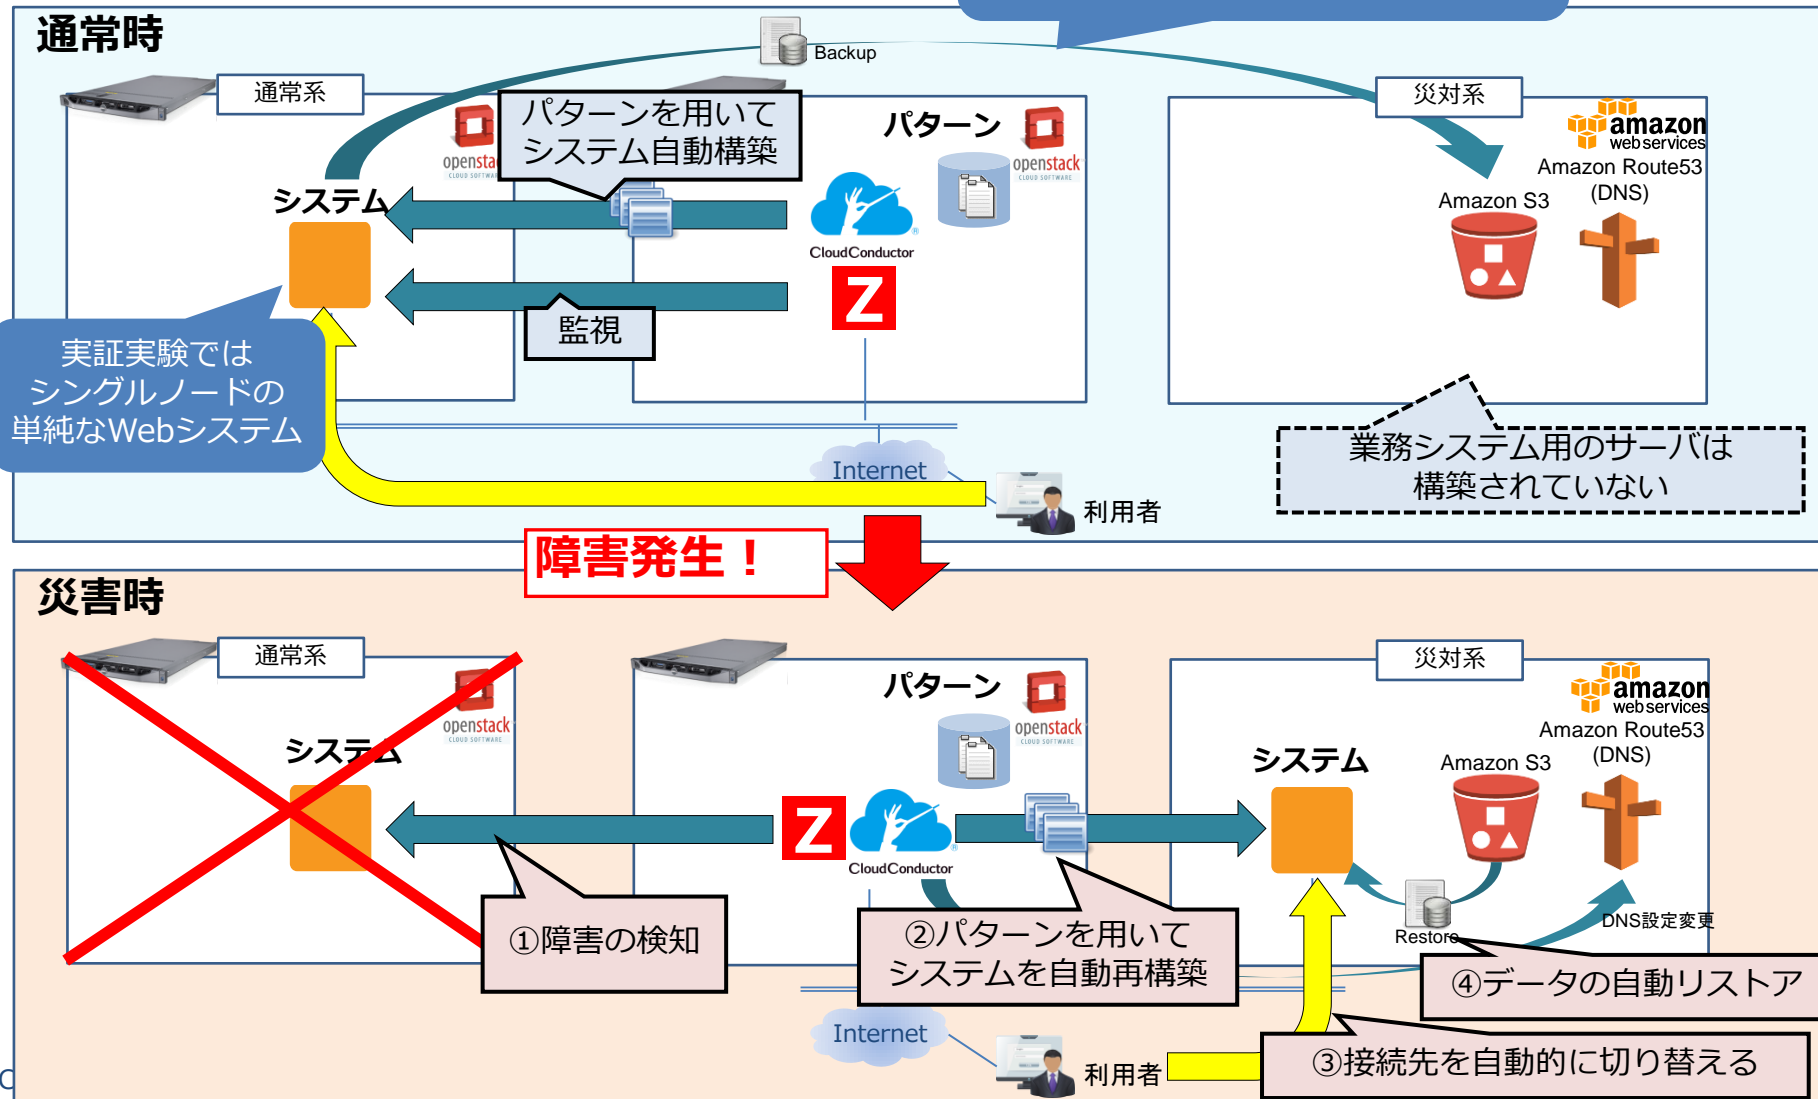 通常時
Backup
通常系
災対系
パターンを用いて
システム自動構築
パターン
openstack
CLOUD SOFTWARE
openstack
CLOUD SOFTWARE
amazon
webservices
Amazon Route53
(DNS)
Amazon S3
システム
CloudConductor
Z
監視
実証実験では
シングルノードの
単純なWebシステム
業務システム用のサーバは
構築されていない
Internet
利用者
障害発生！
災害時
通常系
災対系
パターン
openstack
CLOUD SOFTWARE
openstack
CLOUD SOFTWARE
amazon
webservices
Amazon Route53
(DNS)
Amazon S3
システム
システム
Z
CloudConductor
①障害の検知
②パターンを用いて
システムを自動再構築
Restore
DNS設定変更
④データの自動リストア
Internet
③接続先を自動的に切り替える
利用者